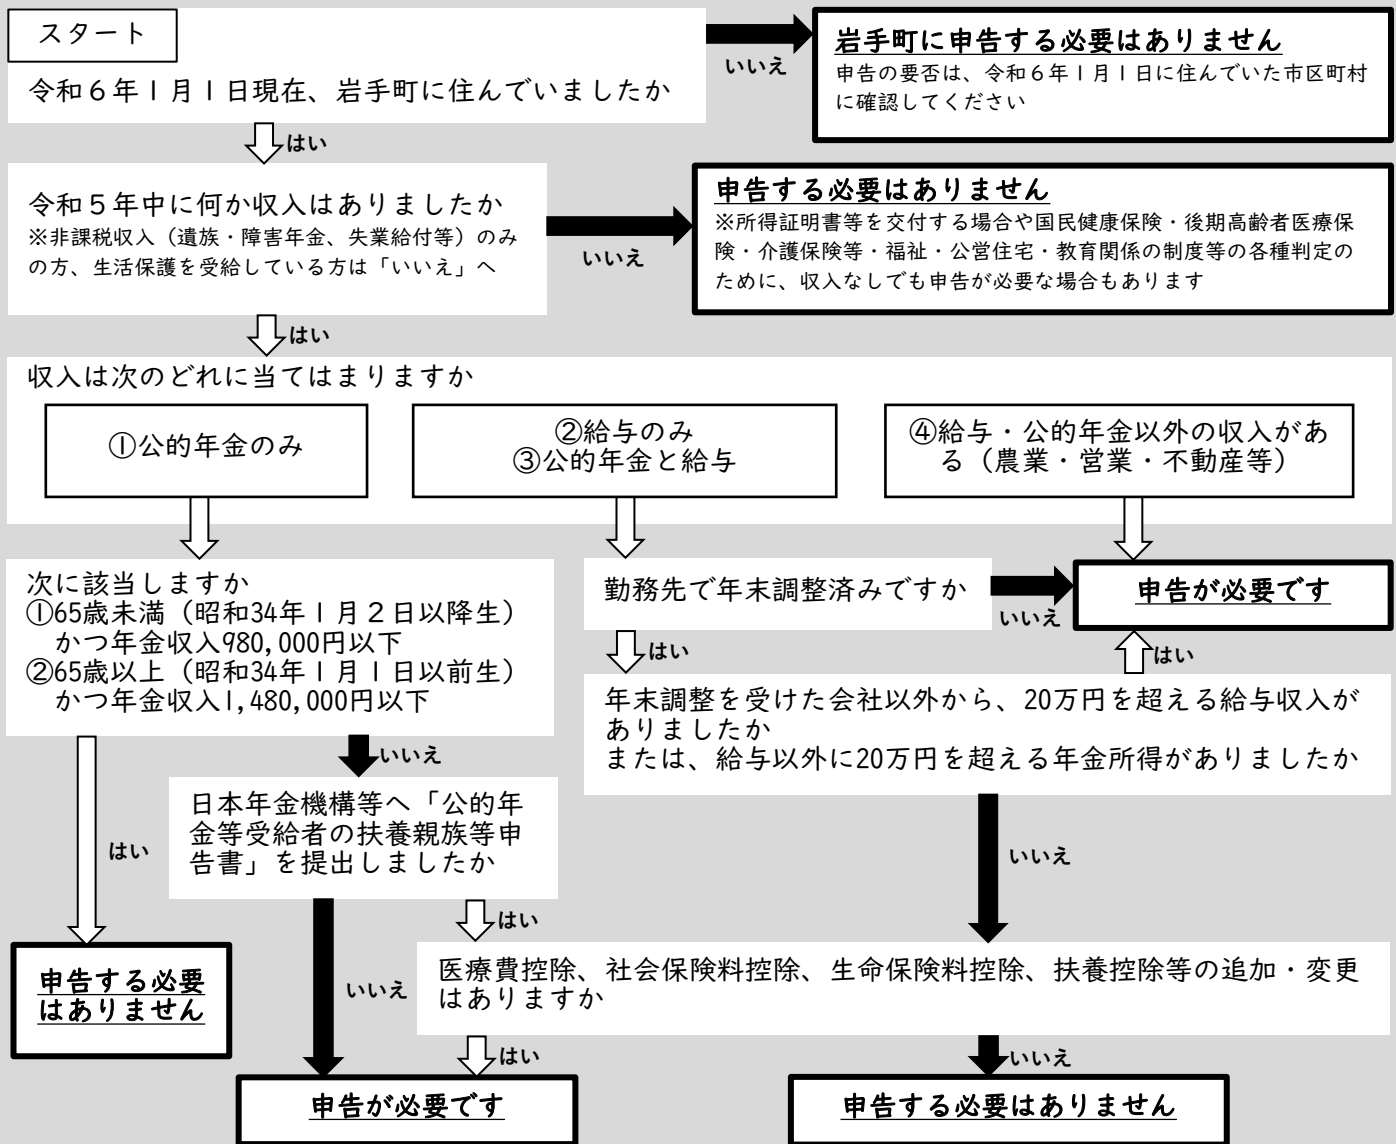 スタート
令和６年１月１日現在、岩手町に住んでいましたか
いいえ
岩手町に申告する必要はありません
申告の要否は、令和６年１月１日に住んでいた市区町村
に確認してください
はい
令和５年中に何か収入はありましたか
※非課税収入（遺族・障害年金、失業給付等）のみ
の方、生活保護を受給している方は「いいえ」へ
いいえ
申告する必要はありません
※所得証明書等を交付する場合や国民健康保険・後期高齢者医療保
険・介護保険等・福祉・公営住宅・教育関係の制度等の各種判定の
ために、収入なしでも申告が必要な場合もあります
はい
収入は次のどれに当てはまりますか
①公的年金のみ
②給与のみ
③公的年金と給与
④給与・公的年金以外の収入があ
る（農業・営業・不動産等）
次に該当しますか
①65歳未満（昭和34年１月２日以降生）
かつ年金収入980,000円以下
②65歳以上（昭和34年１月１日以前生）
かつ年金収入1,480,000円以下
勤務先で年末調整済みですか
いいえ
申告が必要です
はい
はい
年末調整を受けた会社以外から、20万円を超える給与収入が
ありましたか
または、給与以外に20万円を超える年金所得がありましたか
いいえ
日本年金機構等へ「公的年
金等受給者の扶養親族等申
告書」を提出しましたか
はい
いいえ
はい
申告する必要
はありません
いいえ
医療費控除、社会保険料控除、生命保険料控除、扶養控除等の追加・変更
はありますか
はい
いいえ
申告が必要です
申告する必要はありません